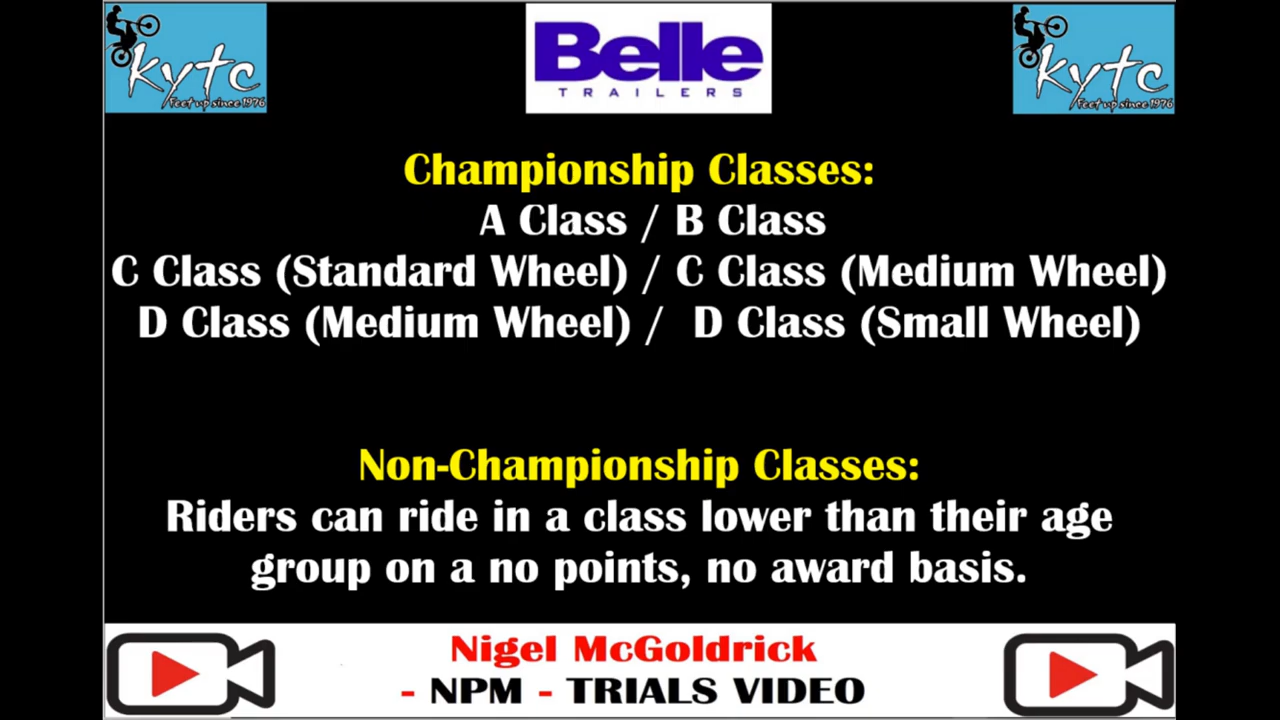 kytc
Feet up since 1976
Belle
TRAILERS
kytc
Feet up since 1976
Championship Classes:
A Class / B Class
C Class (Standard Wheel) / C Class (Medium Wheel)
D Class (Medium Wheel) / D Class (Small Wheel)
Non-Championship Classes:
Riders can ride in a class lower than their age
group on a no points, no award basis.
Nigel McGoldrick
- NPM - TRIALS VIDEO